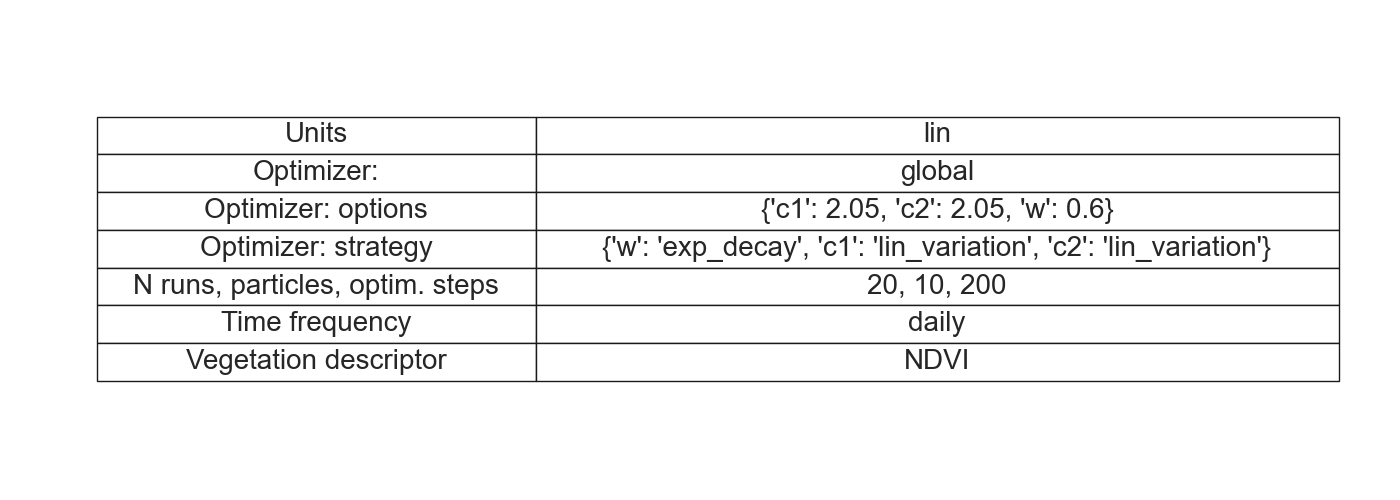 Units lin
Optimizer: global
Optimizer: options {'c1': 2.05, 'c2': 2.05, 'w': 0.6}
Optimizer: strategy {'w': 'exp_decay', 'c1': 'lin_variation', 'c2': 'lin_variation'}
N runs, particles, optim. steps 20, 10, 200
Time frequency daily
Vegetation descriptor NDVI